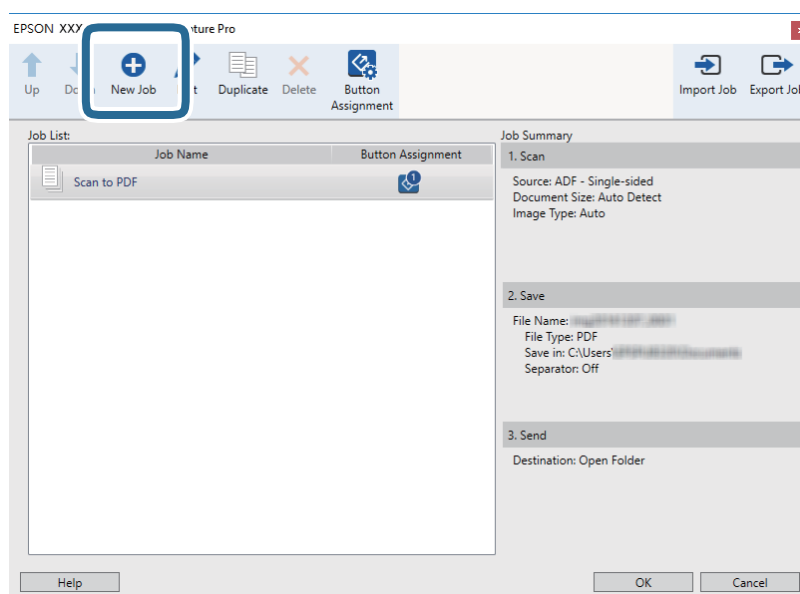 EPSON XXX ture Pro
Up
New Job
Duplicate
Delete
Button
Assignment
Import Job
Export Jo
Job List:
Job Name
Button Assignment
Scan to PDF
1
Job Summary
1. Scan
Source: ADF - Single-sided
Document Size: Auto Detect
Image Type: Auto
2. Save
File Name:
File Type: PDF
Save in: C:\Users\
Separator: Off
3. Send
Destination: Open Folder
Help
OK
Cancel